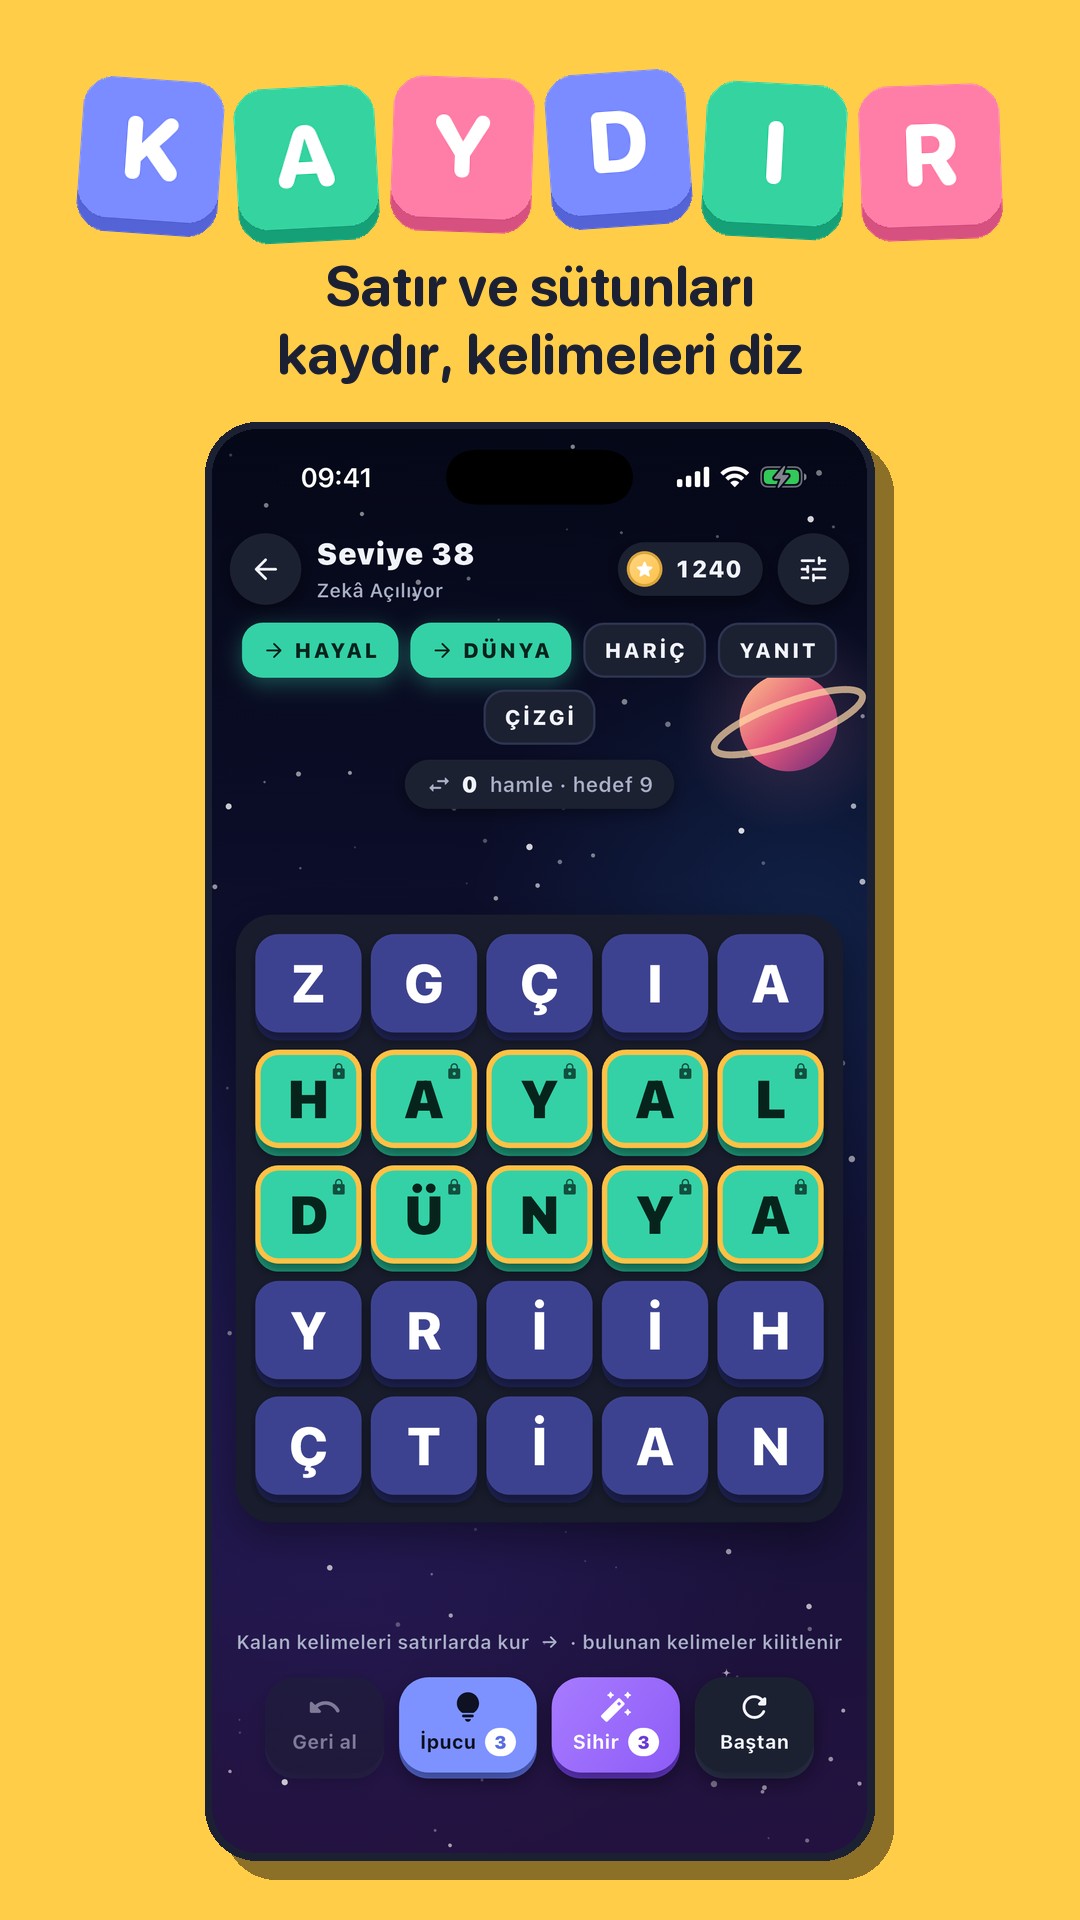 KAYDIR
Satır ve sütunları
kaydır, kelimeleri diz
09:41
Seviye 38
Zekâ Açılıyor
1240
→ HAYAL → DÜNYA HARİÇ YANIT
ÇİZGİ
0 hamle · hedef 9
Z G Ç I A
H A Y A L
D Ü N Y A
Y R İ İ H
Ç T İ A N
Kalan kelimeleri satırlarda kur → · bulunan kelimeler kilitlenir
Geri al İpucu 3 Sihir 3 Baştan